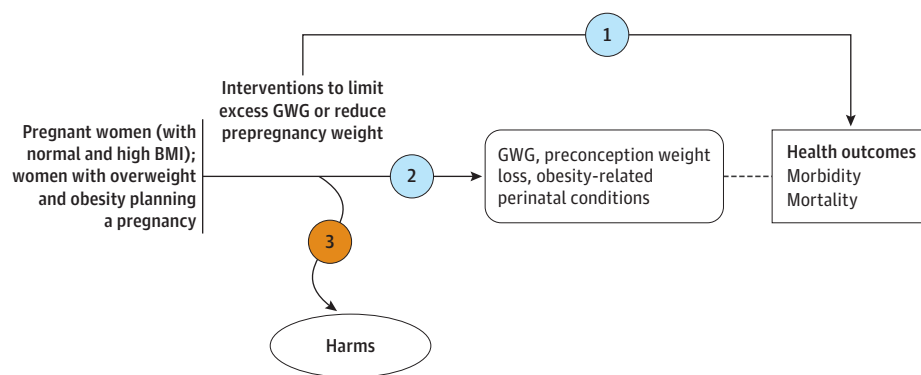 1
Interventions to limit
excess GWG or reduce
prepregnancy weight
Pregnant women (with
normal and high BMI);
women with overweight
and obesity planning
a pregnancy
2
GWG, preconception weight
loss, obesity-related
perinatal conditions
Health outcomes
Morbidity
Mortality
3
Harms